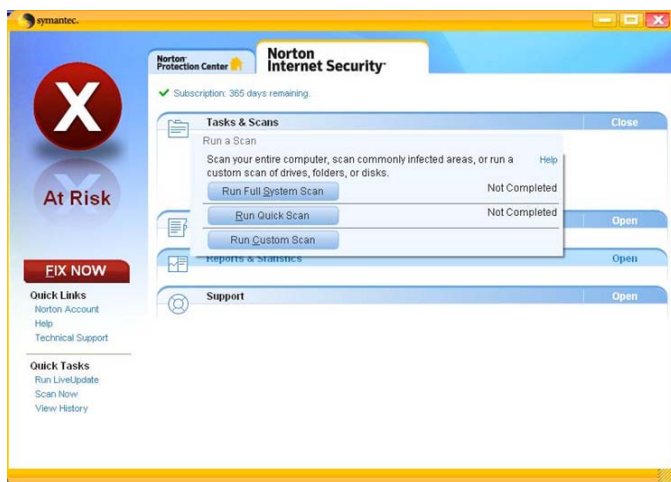 symantec.
Norton
Protection Center
Norton
Internet Security
Subscription: 365 days remaining.
X
At Risk
FIX NOW
Quick Links
Norton Account
Help
Technical Support
Quick Tasks
Run LiveUpdate
Scan Now
View History
Tasks & Scans Close
Run a Scan
Scan your entire computer, scan commonly infected areas, or run a Help
custom scan of drives, folders, or disks.
Run Full System Scan Not Completed
Run Quick Scan Not Completed
Run Custom Scan
Open
Reports & Statistics Open
Support Open